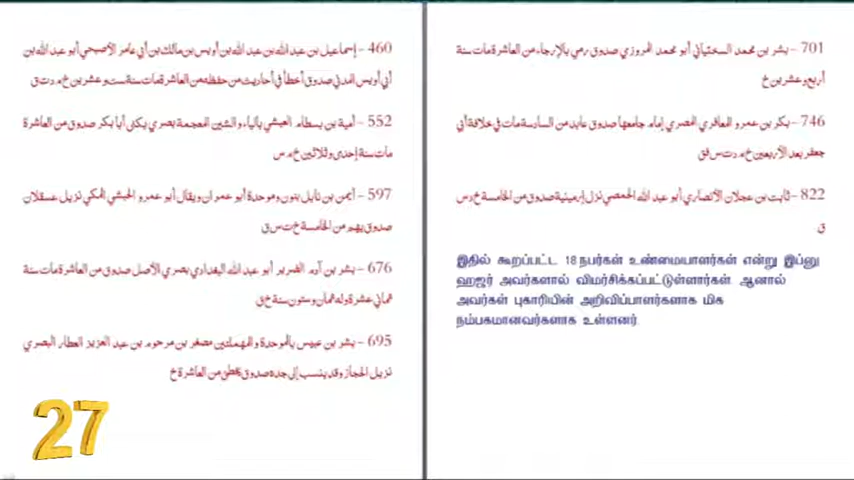 460 – إسماعيل بن عبد الله بن عبد الله بن أويس بن مالك بن أبي عامر الأصبحي أبو عبد الله بن
أبي أويس المدني صدوق أخطأ في أحاديث من حفظه من العاشرة مات سنة ست وعشرين خ م د ت ق
552 – أمية بن بسطام العيشي بالياء والشين المعجمة بصري يكنى أبا بكر صدوق من العاشرة
مات سنة إحدى وثلاثين خ م س
597 – أيمن بن نابل بنون وموحدة أبو عمران ويقال أبو عمرو الحبشي المكي نزيل عسقلان
صدوق يهم من الخامسة خ ت س ق
676 – بشر بن آدم الضرير أبو عبد الله البغدادي بصري الأصل صدوق من العاشرة مات سنة
ثماني عشرة وله ثمان وستون سنة خ ق
695 – بشر بن عبيس بالموحدة والمهملتين مصغر بن مرحوم بن عبد العزيز العطار البصري
نزيل الحجاز وقد ينسب إلى جده صدوق يخطئ من العاشرة خ
27
701 – بشر بن محمد السختياني أبو محمد المروزي صدوق رمي بالإرجاء من العاشرة مات سنة
أربع وعشرين خ
746 – بكر بن عمرو المعافري المصري إمام جامعها صدوق عابد من السادسة مات في خلافة أبي
جعفر بعد الأربعين خ م د ت س فق
822 – ثابت بن عجلان الأنصاري أبو عبد الله الحمصي نزل إرمينية صدوق من الخامسة خ د س
ق
இதில் கூறப்பட்ட 18 நபர்கள் உண்மையாளர்கள் என்று இப்னு
ஹஜர் அவர்களால் விமர்சிக்கப்பட்டுள்ளார்கள் ஆனால்
அவர்கள் புகாரியின் அறிவிப்பாளர்களாக மிக
நம்பகமானவர்களாக உள்ளனர்